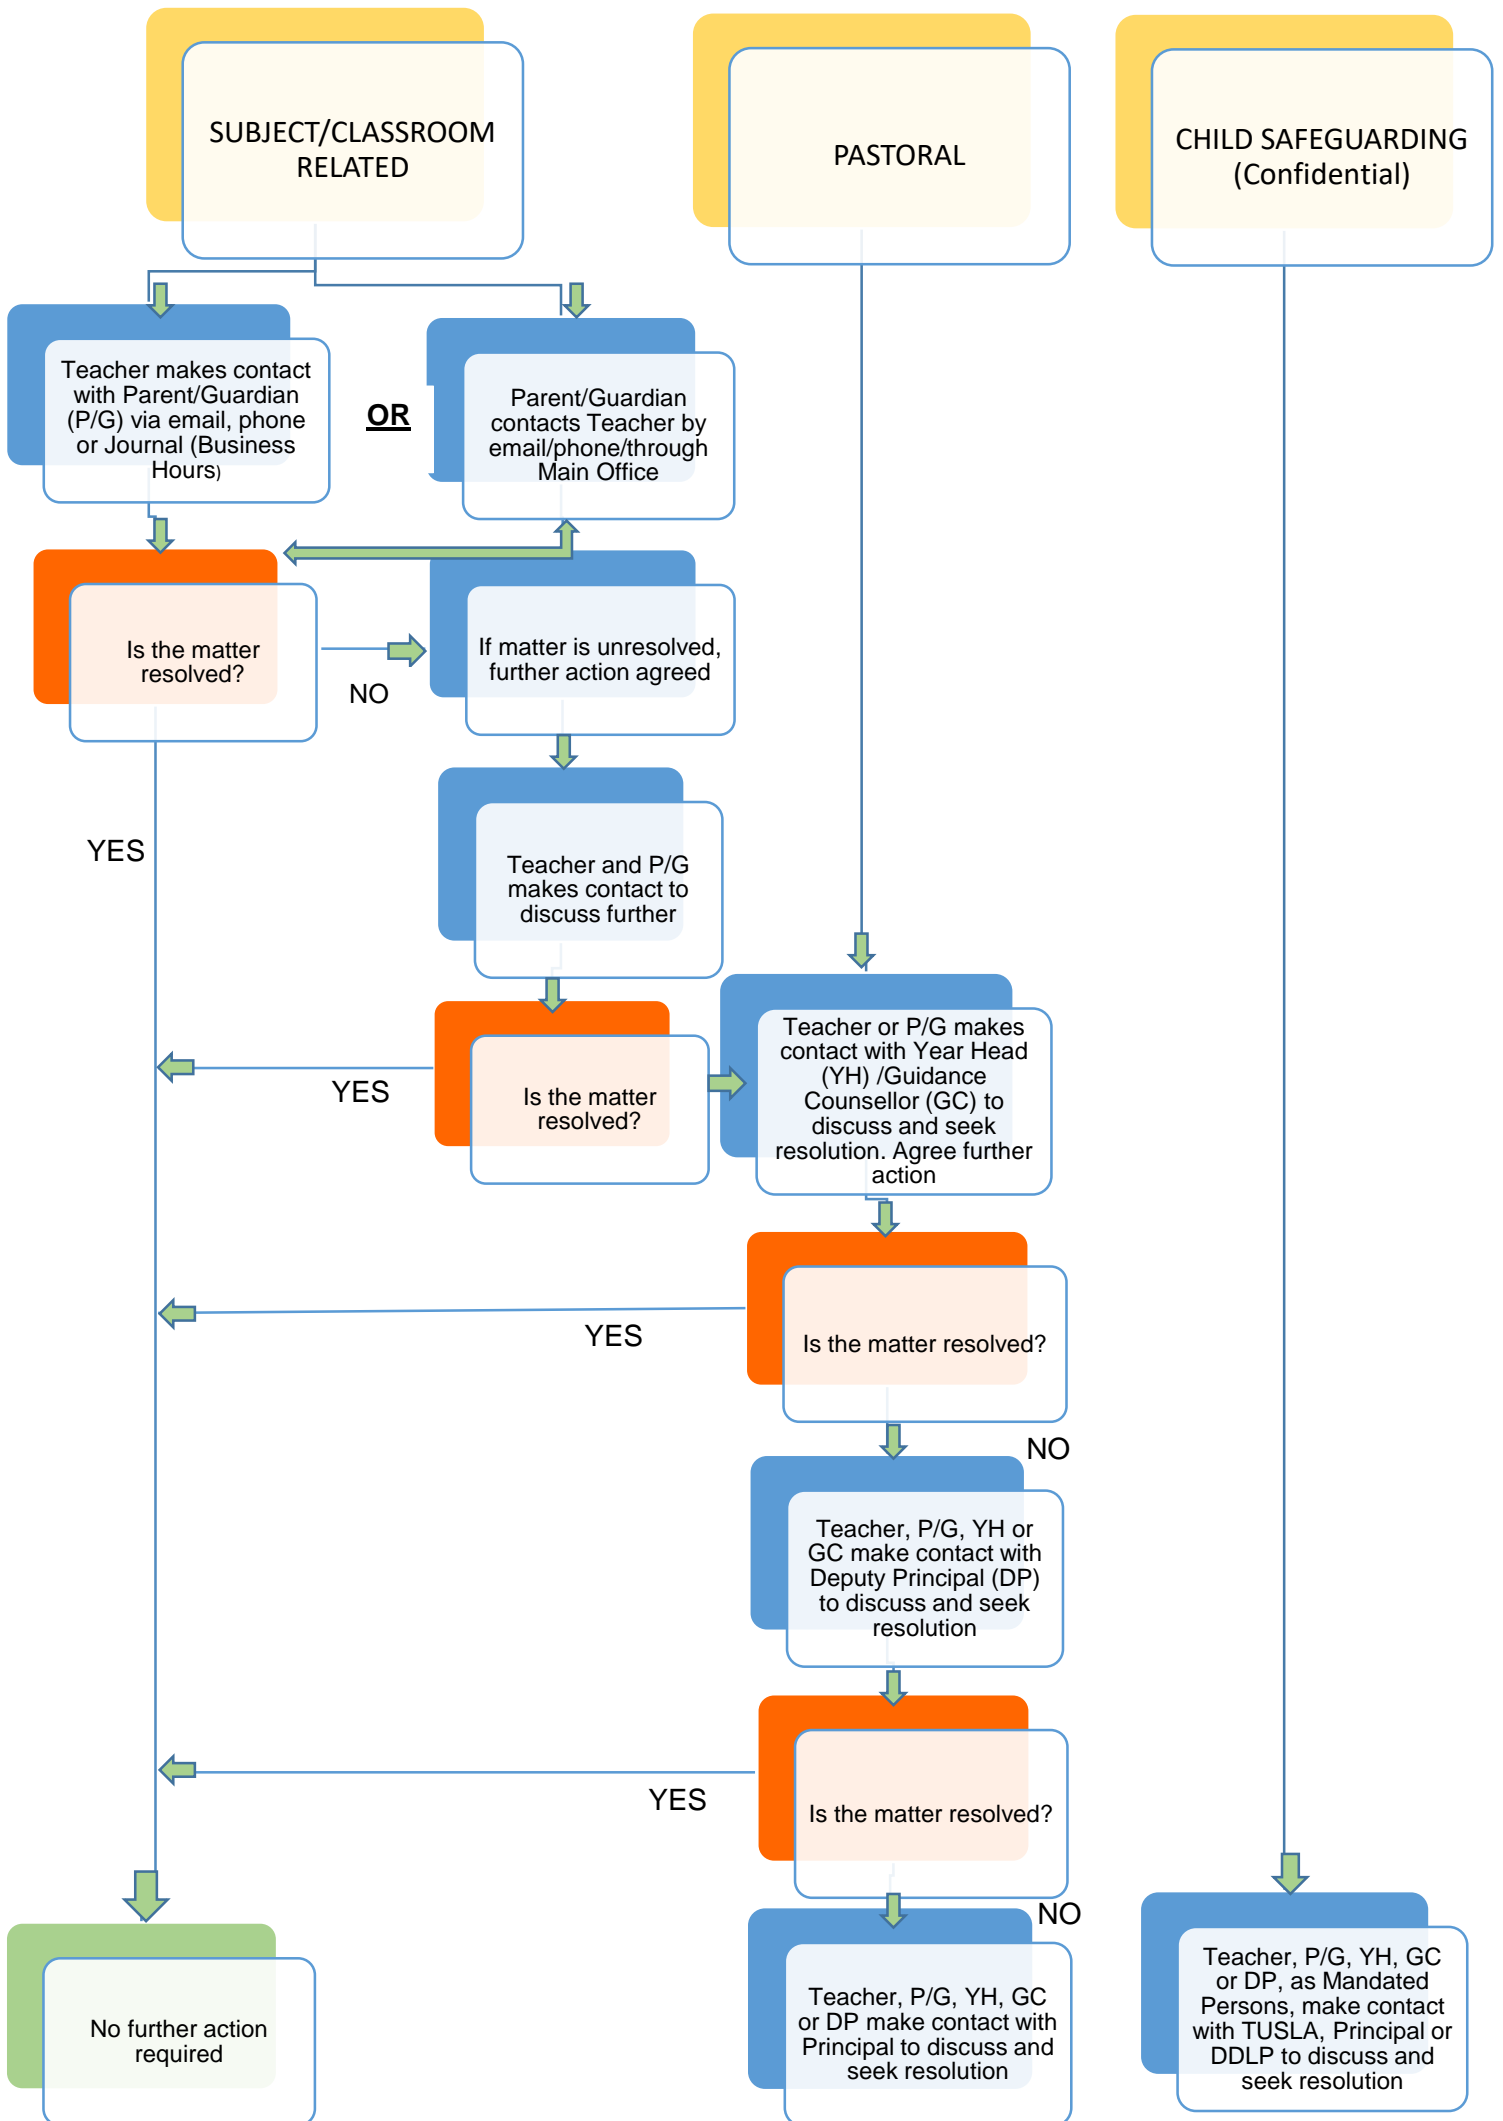 SUBJECT/CLASSROOM
RELATED
PASTORAL
CHILD SAFEGUARDING
(Confidential)
Teacher makes contact
with Parent/Guardian
(P/G) via email, phone
or Journal (Business
Hours)
OR
Parent/Guardian
contacts Teacher by
email/phone/through
Main Office
Is the matter
resolved?
NO
If matter is unresolved,
further action agreed
YES
Teacher and P/G
makes contact to
discuss further
YES
Is the matter
resolved?
Teacher or P/G makes
contact with Year Head
(YH) /Guidance
Counsellor (GC) to
discuss and seek
resolution. Agree further
action
YES
Is the matter resolved?
NO
Teacher, P/G, YH or
GC make contact with
Deputy Principal (DP)
to discuss and seek
resolution
YES
Is the matter resolved?
NO
No further action
required
Teacher, P/G, YH, GC
or DP make contact with
Principal to discuss and
seek resolution
Teacher, P/G, YH, GC
or DP, as Mandated
Persons, make contact
with TUSLA, Principal or
DDLP to discuss and
seek resolution